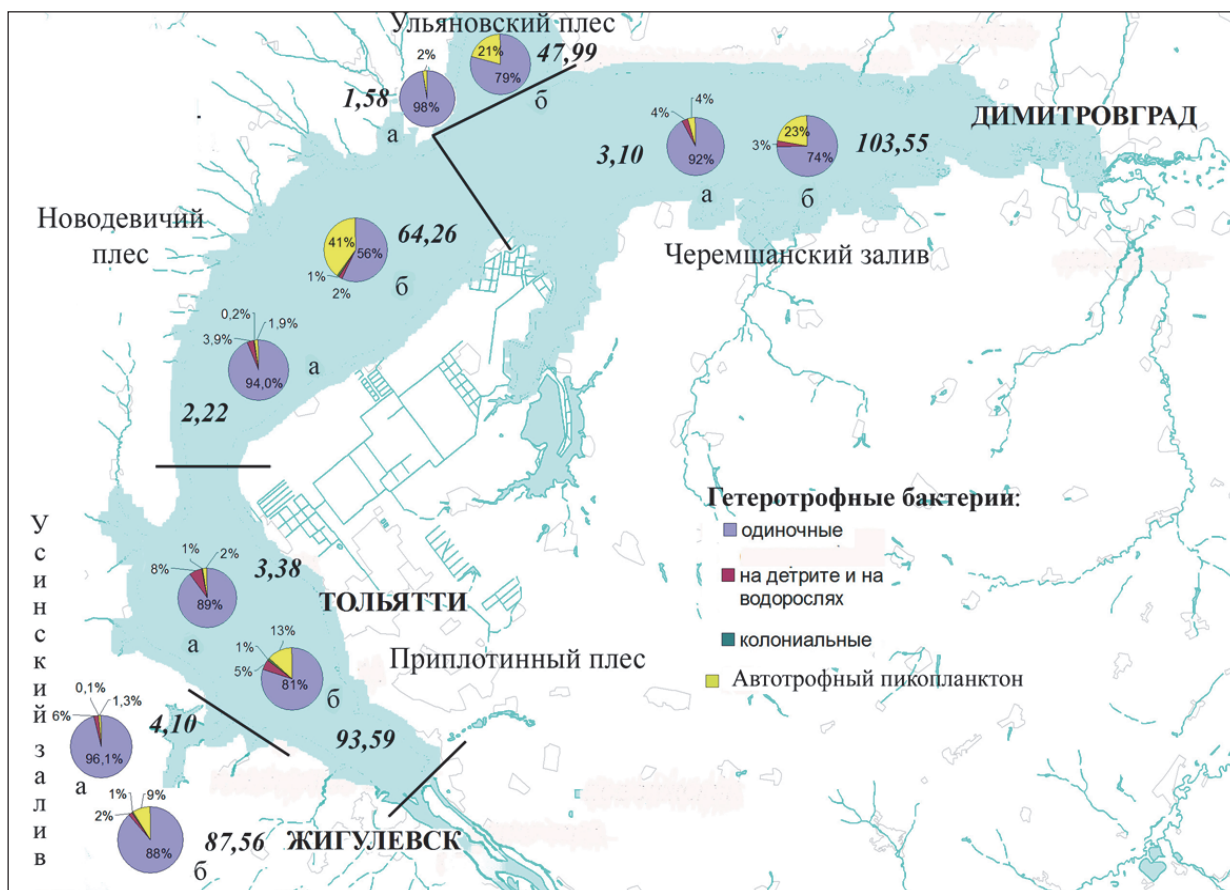 Ульяновский плес
2%
98%
1,58
а
21%
79%
47,99
б
4%
4%
92%
3,10
а
23%
3%
74%
103,55
б
ДИМИТРОВГРАД
Черемшанский залив
Новодевичий
плес
41%
56%
1%
2%
64,26
б
0,2%
3,9%
1,9%
94,0%
а
2,22
1%
2%
8%
89%
3,38
а
ТОЛЬЯТТИ
13%
1%
5%
81%
б
Приплотинный плес
93,59
Усинский залив
0,1%
1,3%
6%
96,1%
4,10
а
1%
9%
2%
88%
87,56
б
ЖИГУЛЕВСК
Гетеротрофные бактерии:
одиночные
на детрите и на
водорослях
колониальные
Автотрофный пикопланктон